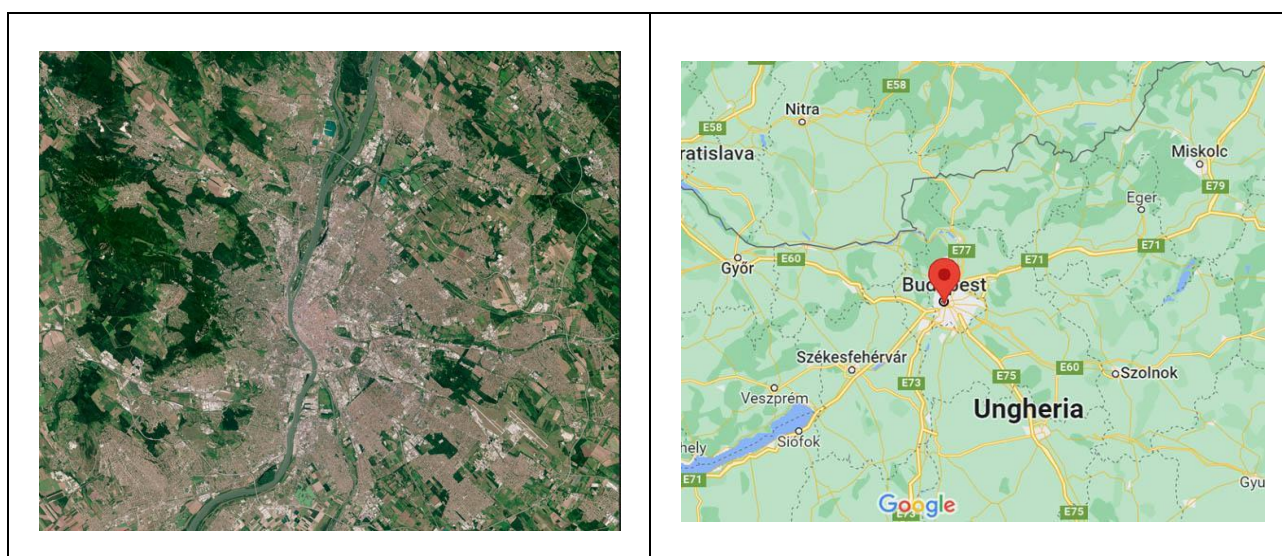 E58
E58
Nitra
ratislava
Miskolc
E79
Eger
E77
E71
E71
Győr
E60
Budapest
Székesfehérvár
E75
E60
Szolnok
E73
Veszprém
Ungheria
Siófok
hely
E71
Gyu
Google
E73
E75